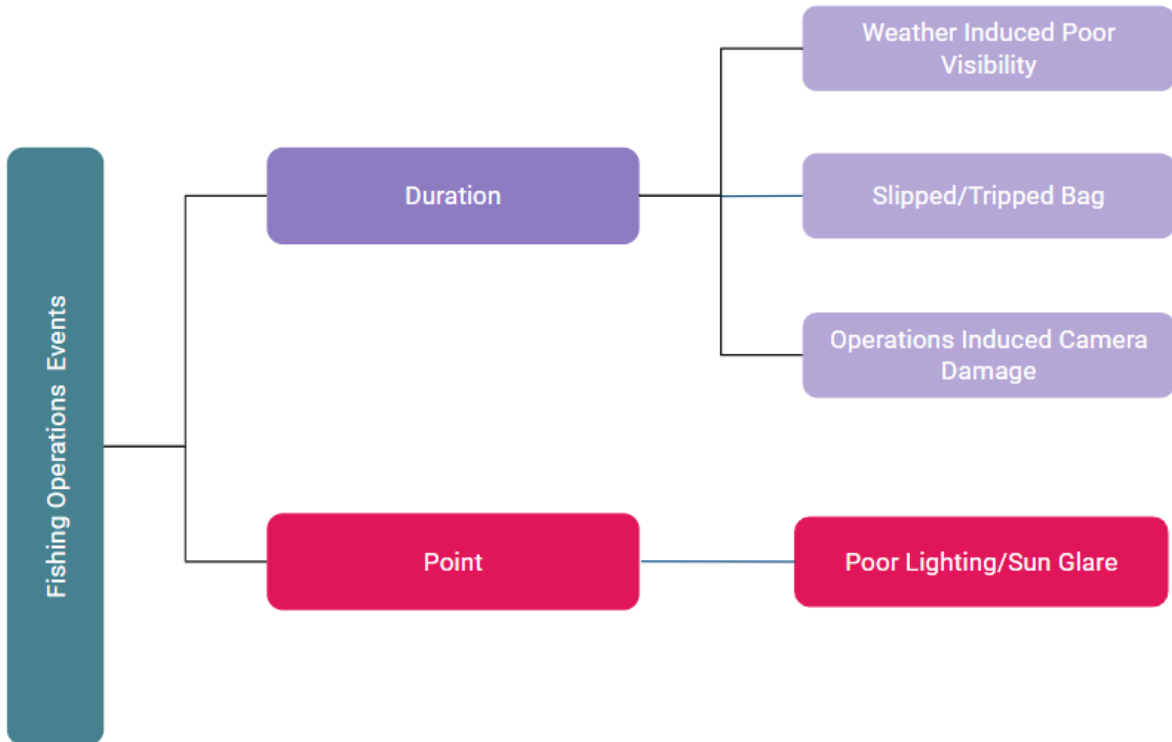 Fishing Operations Events
Duration
Weather Induced Poor
Visibility
Slipped/Tripped Bag
Operations Induced Camera
Damage
Point
Poor Lighting/Sun Glare